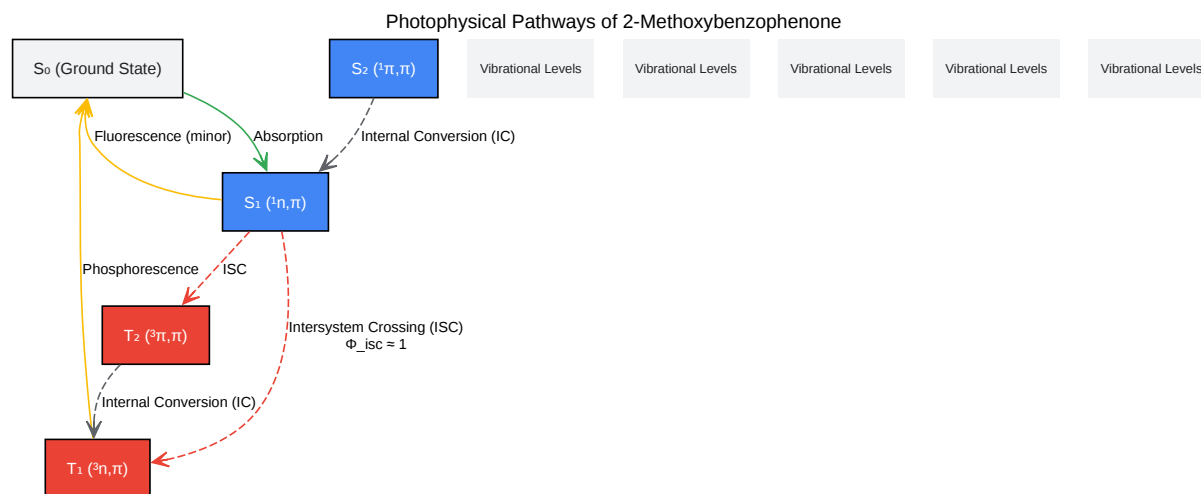 Photophysical Pathways of 2-Methoxybenzophenone
S₀ (Ground State)
S₂ (¹π,π)
Vibrational Levels
Vibrational Levels
Vibrational Levels
Vibrational Levels
Vibrational Levels
Fluorescence (minor)
Absorption
Internal Conversion (IC)
S₁ (¹n,π)
Phosphorescence
ISC
T₂ (³π,π)
Intersystem Crossing (ISC)
Φ_isc ≈ 1
Internal Conversion (IC)
T₁ (³n,π)